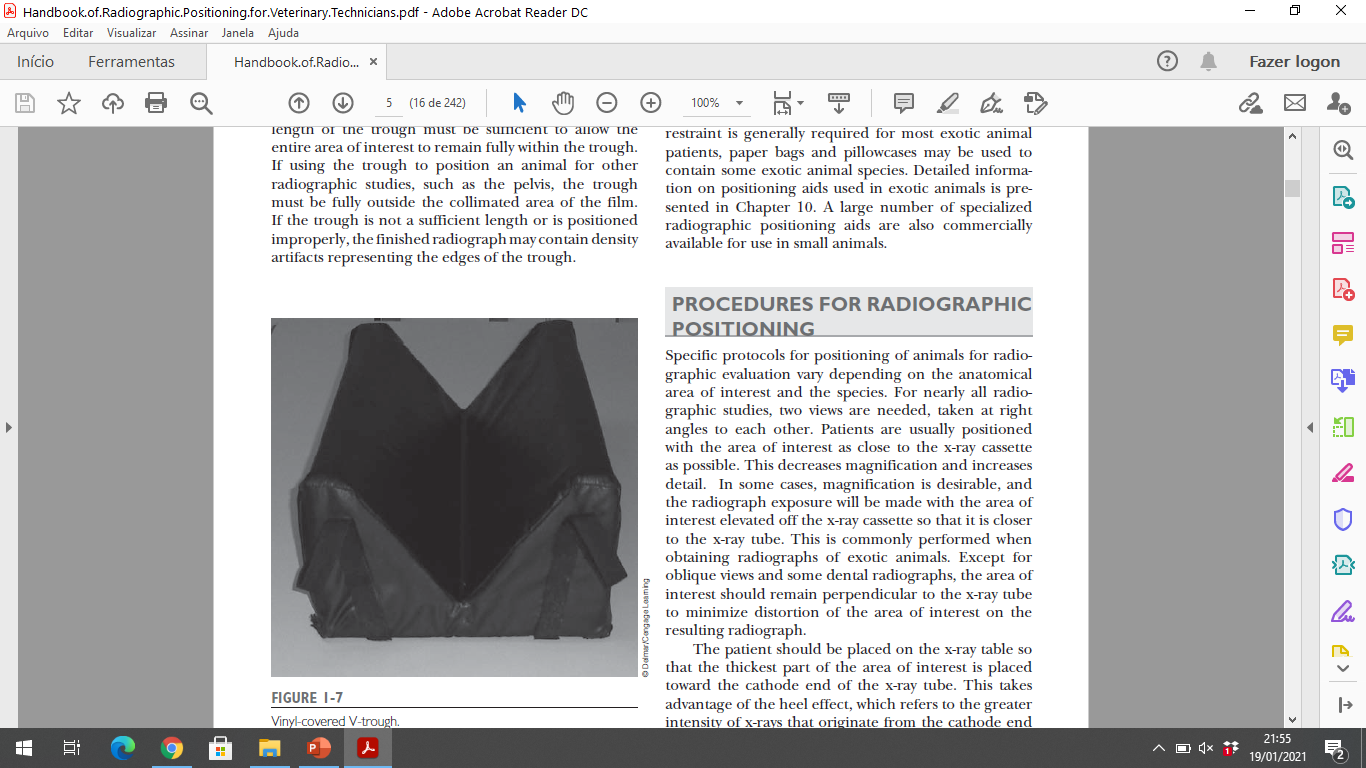 Handbook.of.Radiographic.Positioning.for.Veterinary.Technicians.pdf - Adobe Acrobat Reader DC
Arquivo Editar Visualizar Assinar Janela Ajuda
Início Ferramentas Handbook.of.Radio... × Fazer logon
5 (16 de 242) 100%
length of the trough must be sufficient to allow the
entire area of interest to remain fully within the trough.
If using the trough to position an animal for other
radiographic studies, such as the pelvis, the trough
must be fully outside the collimated area of the film.
If the trough is not a sufficient length or is positioned
improperly, the finished radiograph may contain density
artifacts representing the edges of the trough.
© Delmar/Cengage Learning
FIGURE 1-7
Vinyl-covered V-trough.
restraint is generally required for most exotic animal
patients, paper bags and pillowcases may be used to
contain some exotic animal species. Detailed informa-
tion on positioning aids used in exotic animals is pre-
sented in Chapter 10. A large number of specialized
radiographic positioning aids are also commercially
available for use in small animals.
PROCEDURES FOR RADIOGRAPHIC
POSITIONING
Specific protocols for positioning of animals for radio-
graphic evaluation vary depending on the anatomical
area of interest and the species. For nearly all radio-
graphic studies, two views are needed, taken at right
angles to each other. Patients are usually positioned
with the area of interest as close to the x-ray cassette
as possible. This decreases magnification and increases
detail. In some cases, magnification is desirable, and
the radiograph exposure will be made with the area of
interest elevated off the x-ray cassette so that it is closer
to the x-ray tube. This is commonly performed when
obtaining radiographs of exotic animals. Except for
oblique views and some dental radiographs, the area of
interest should remain perpendicular to the x-ray tube
to minimize distortion of the area of interest on the
resulting radiograph.
The patient should be placed on the x-ray table so
that the thickest part of the area of interest is placed
toward the cathode end of the x-ray tube. This takes
advantage of the heel effect, which refers to the greater
intensity of x-rays that originate from the cathode end
21:55
19/01/2021
2